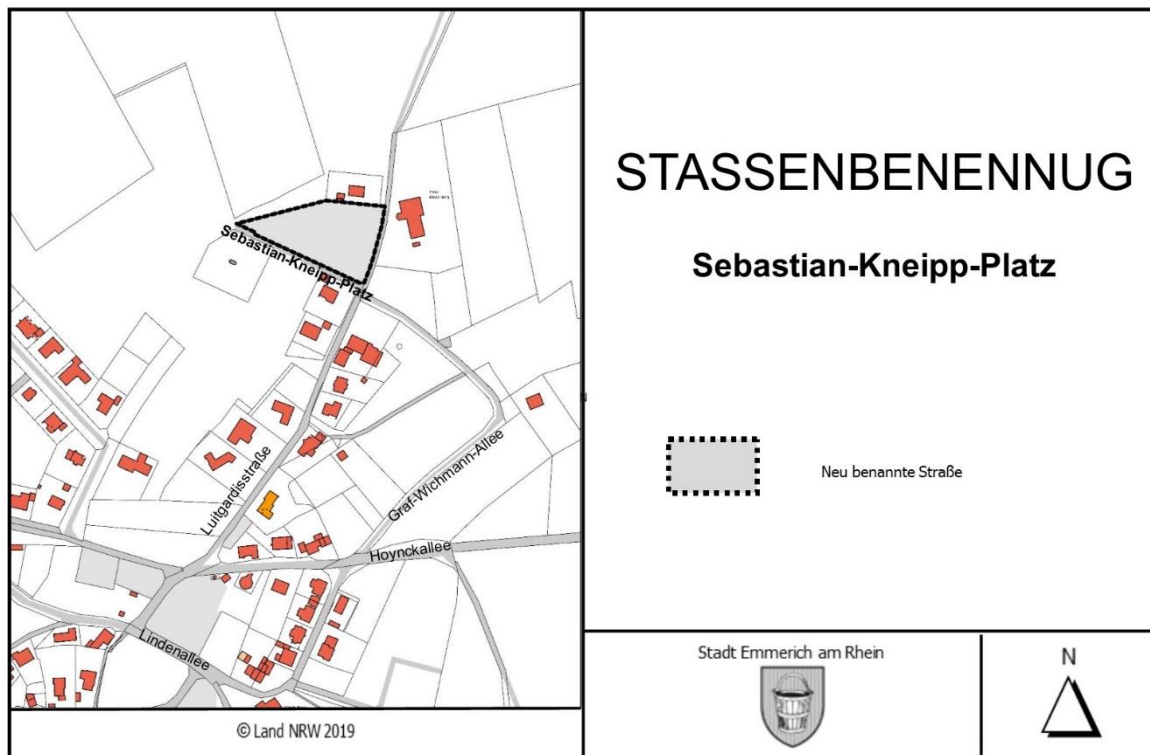 Sebastian-Kneipp-Platz
Luitgardisstraße
Graf-Wichmann-Allee
Hoynckallee
Lindenallee
© Land NRW 2019
STASSENBENENNUG
Sebastian-Kneipp-Platz
Neu benannte Straße
Stadt Emmerich am Rhein
N